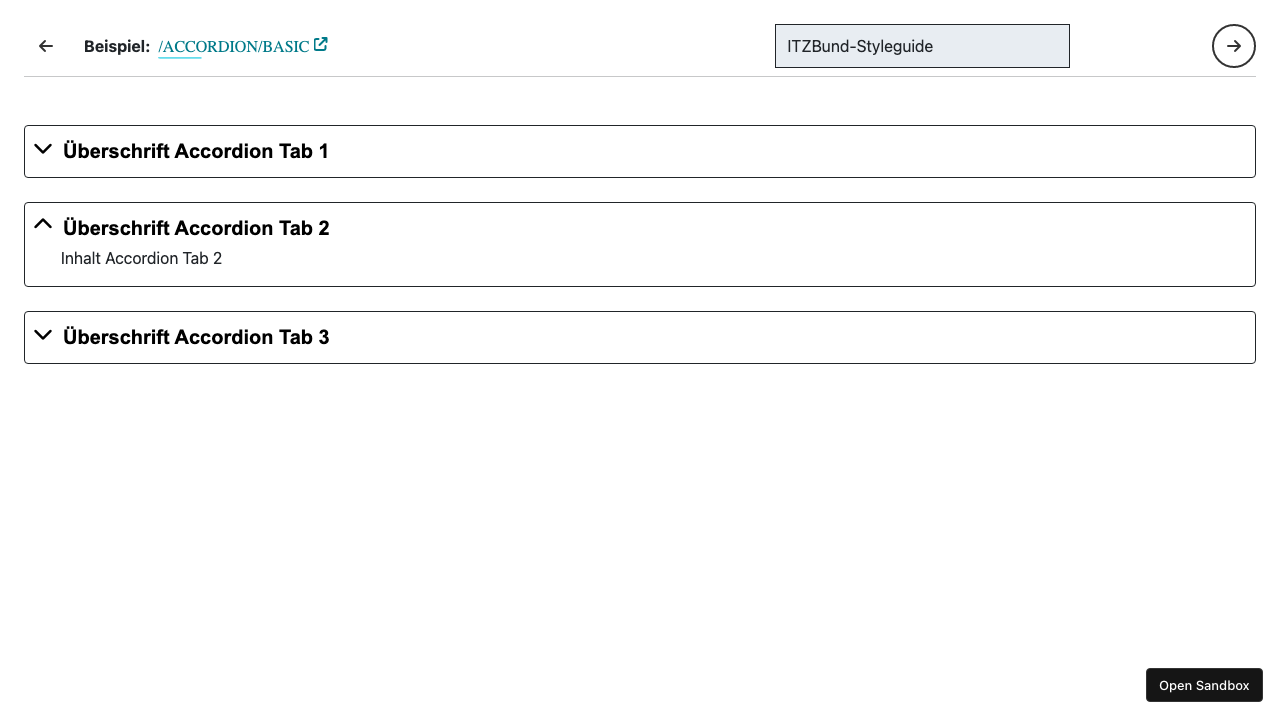 Beispiel: /ACCORDION/BASIC
ITZBund-Styleguide
Überschrift Accordion Tab 1
Überschrift Accordion Tab 2
Inhalt Accordion Tab 2
Überschrift Accordion Tab 3
Open Sandbox